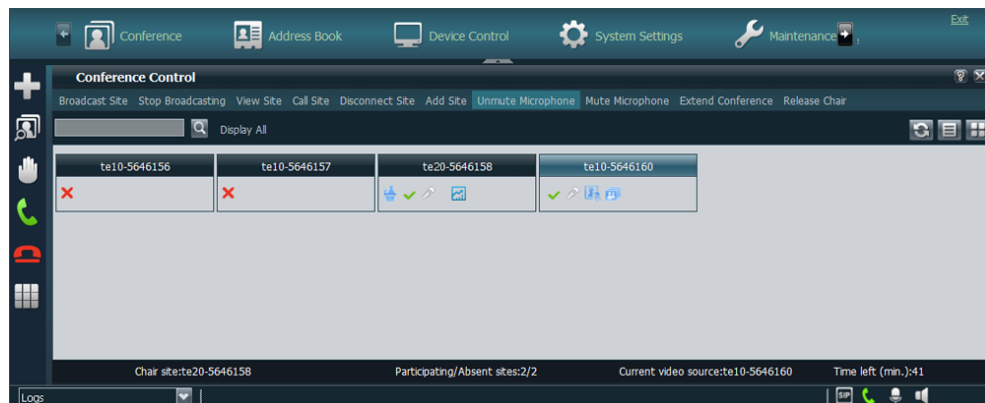 Exit
Conference Address Book Device Control System Settings Maintenance
Conference Control
Broadcast Site Stop Broadcasting View Site Call Site Disconnect Site Add Site Unmute Microphone Mute Microphone Extend Conference Release Chair
Display All
te10-5646156 te10-5646157 te20-5646158 te10-5646160
Chair site:te20-5646158 Participating/Absent sites:2/2 Current video source:te10-5646160 Time left (min.):41
Logs SIP